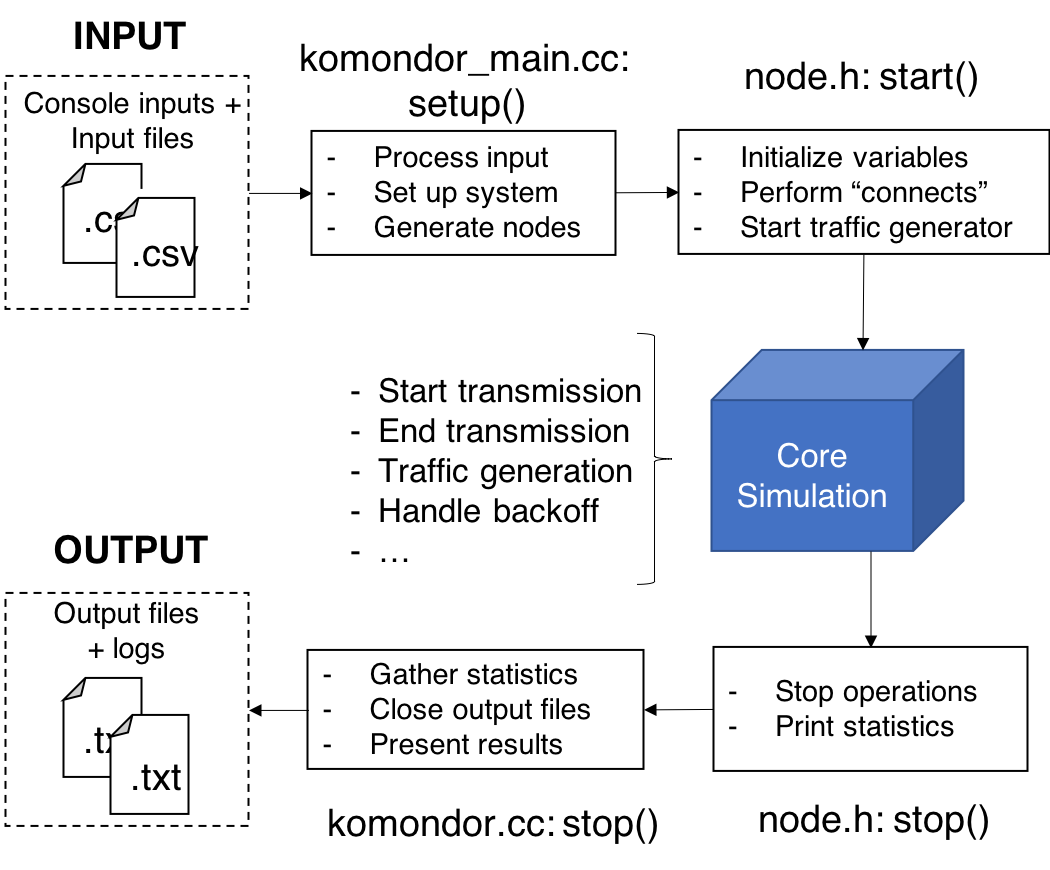 INPUT
Console inputs +
Input files
.cs
.csv
komondor_main.cc:
setup()
- Process input
- Set up system
- Generate nodes
node.h: start()
- Initialize variables
- Perform “connects”
- Start traffic generator
- Start transmission
- End transmission
- Traffic generation
- Handle backoff
- …
Core
Simulation
- Stop operations
- Print statistics
node.h: stop()
- Gather statistics
- Close output files
- Present results
komondor.cc: stop()
OUTPUT
Output files
+ logs
.tx
.txt